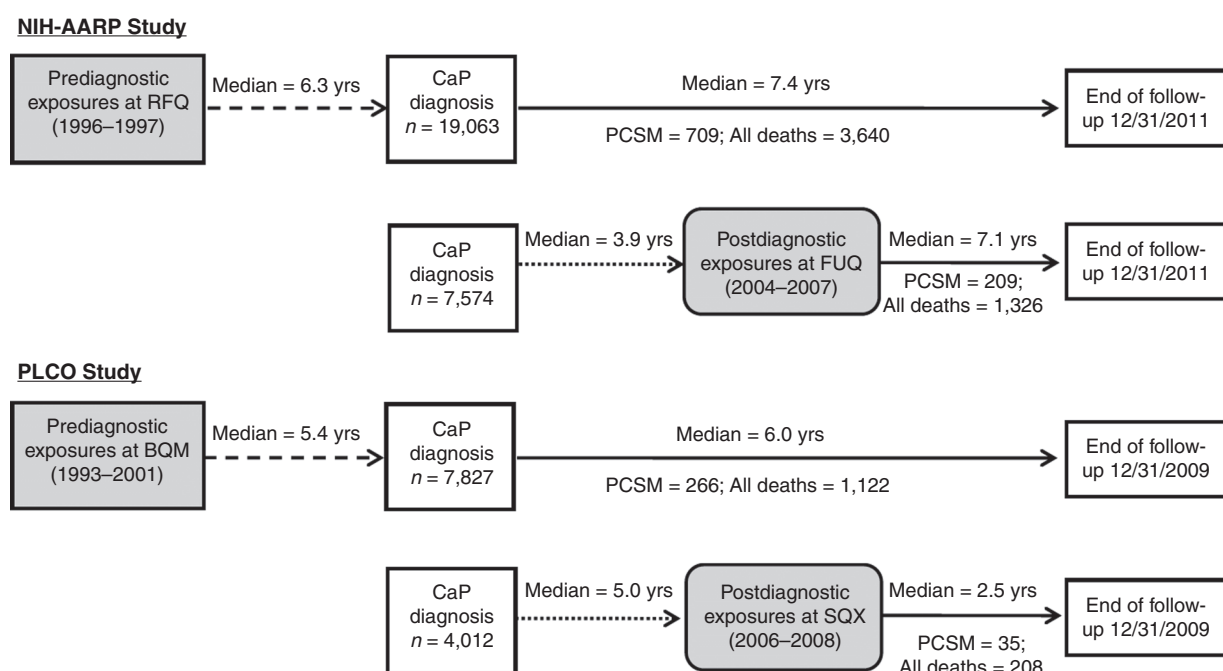 NIH-AARP Study
Prediagnostic
exposures at RFQ
(1996–1997)
Median = 6.3 yrs
CaP
diagnosis
n = 19,063
Median = 7.4 yrs
PCSM = 709; All deaths = 3,640
End of follow-
up 12/31/2011
CaP
diagnosis
n = 7,574
Median = 3.9 yrs
Postdiagnostic
exposures at FUQ
(2004–2007)
Median = 7.1 yrs
PCSM = 209;
All deaths = 1,326
End of follow-
up 12/31/2011
PLCO Study
Prediagnostic
exposures at BQM
(1993–2001)
Median = 5.4 yrs
CaP
diagnosis
n = 7,827
Median = 6.0 yrs
PCSM = 266; All deaths = 1,122
End of follow-
up 12/31/2009
CaP
diagnosis
n = 4,012
Median = 5.0 yrs
Postdiagnostic
exposures at SQX
(2006–2008)
Median = 2.5 yrs
PCSM = 35;
All deaths = 208
End of follow-
up 12/31/2009